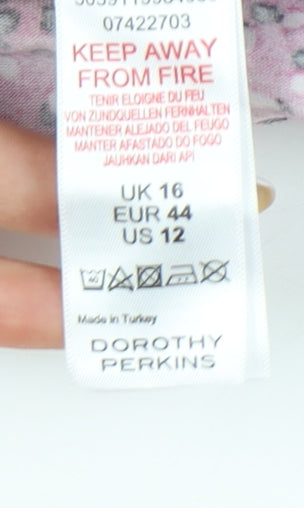 07422703
KEEP AWAY
FROM FIRE
TENIR ELOIGNE DU FEU
VON ZUNDQUELLEN FERNHALTEN
MANTENER ALEJADO DEL FEUGO
MANTER AFASTADO DO FOGO
JAUHKAN DARI API
UK 16
EUR 44
US 12
Made in Turkey
DOROTHY
PERKINS